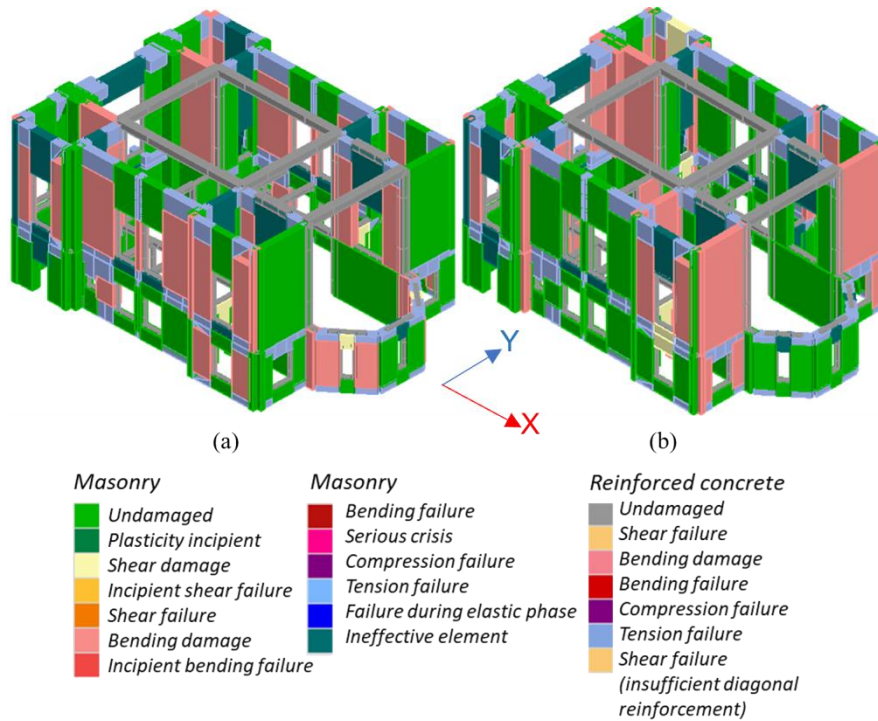 Y
X
(a)
(b)
Masonry
Undamaged
Plasticity incipient
Shear damage
Incipient shear failure
Shear failure
Bending damage
Incipient bending failure
Masonry
Bending failure
Serious crisis
Compression failure
Tension failure
Failure during elastic phase
Ineffective element
Reinforced concrete
Undamaged
Shear failure
Bending damage
Bending failure
Compression failure
Tension failure
Shear failure
(insufficient diagonal
reinforcement)